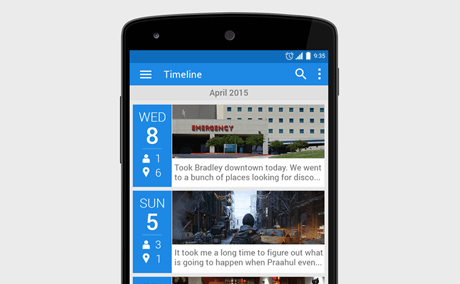 9:35
Timeline
April 2015
WED
8
1
6
EMERGENCY
Took Bradley downtown today. We went
to a bunch of places looking for disco...
SUN
5
3
1
It took me a long time to figure out what
is going to happen when Praahul even...